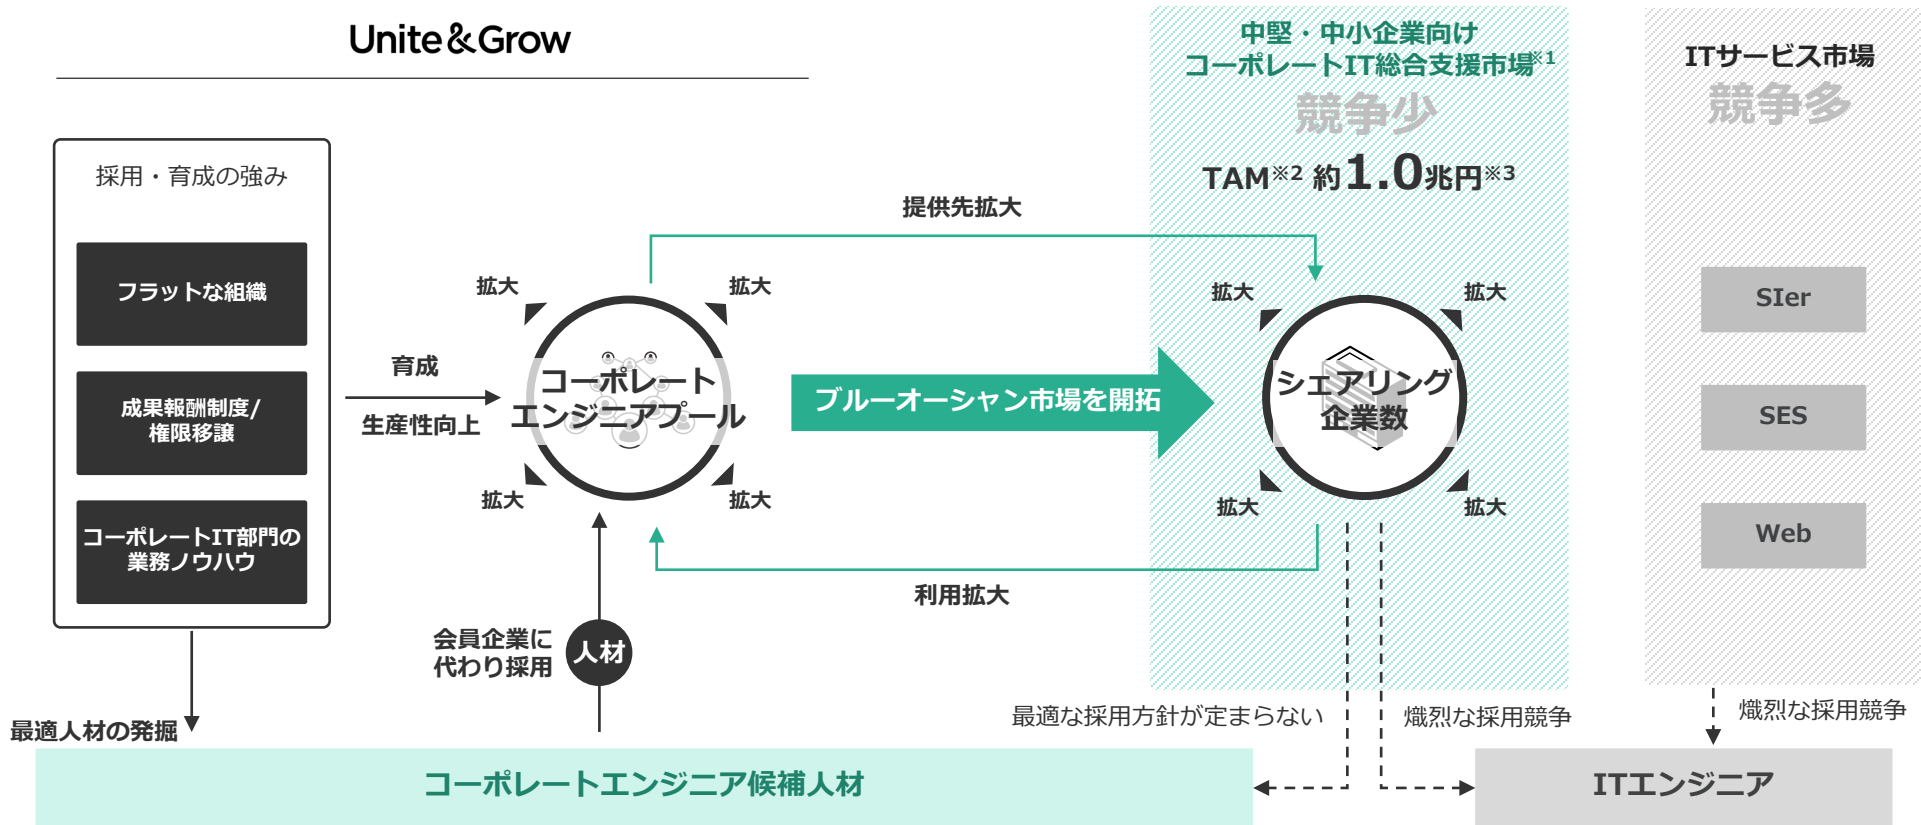 Unite&Grow
採用・育成の強み
フラットな組織
成果報酬制度/
権限移譲
コーポレートIT部門の
業務ノウハウ
最適人材の発掘
育成
生産性向上
拡大
拡大
コーポレート
エンジニアプール
拡大
拡大
会員企業に
代わり採用
人材
提供先拡大
ブルーオーシャン市場を開拓
利用拡大
中堅・中小企業向け
コーポレートIT総合支援市場※1
競争少
TAM※2 約1.0兆円※3
拡大
拡大
シェアリング
企業数
拡大
拡大
最適な採用方針が定まらない
熾烈な採用競争
ITサービス市場
競争多
SIer
SES
Web
熾烈な採用競争
コーポレートエンジニア候補人材
ITエンジニア